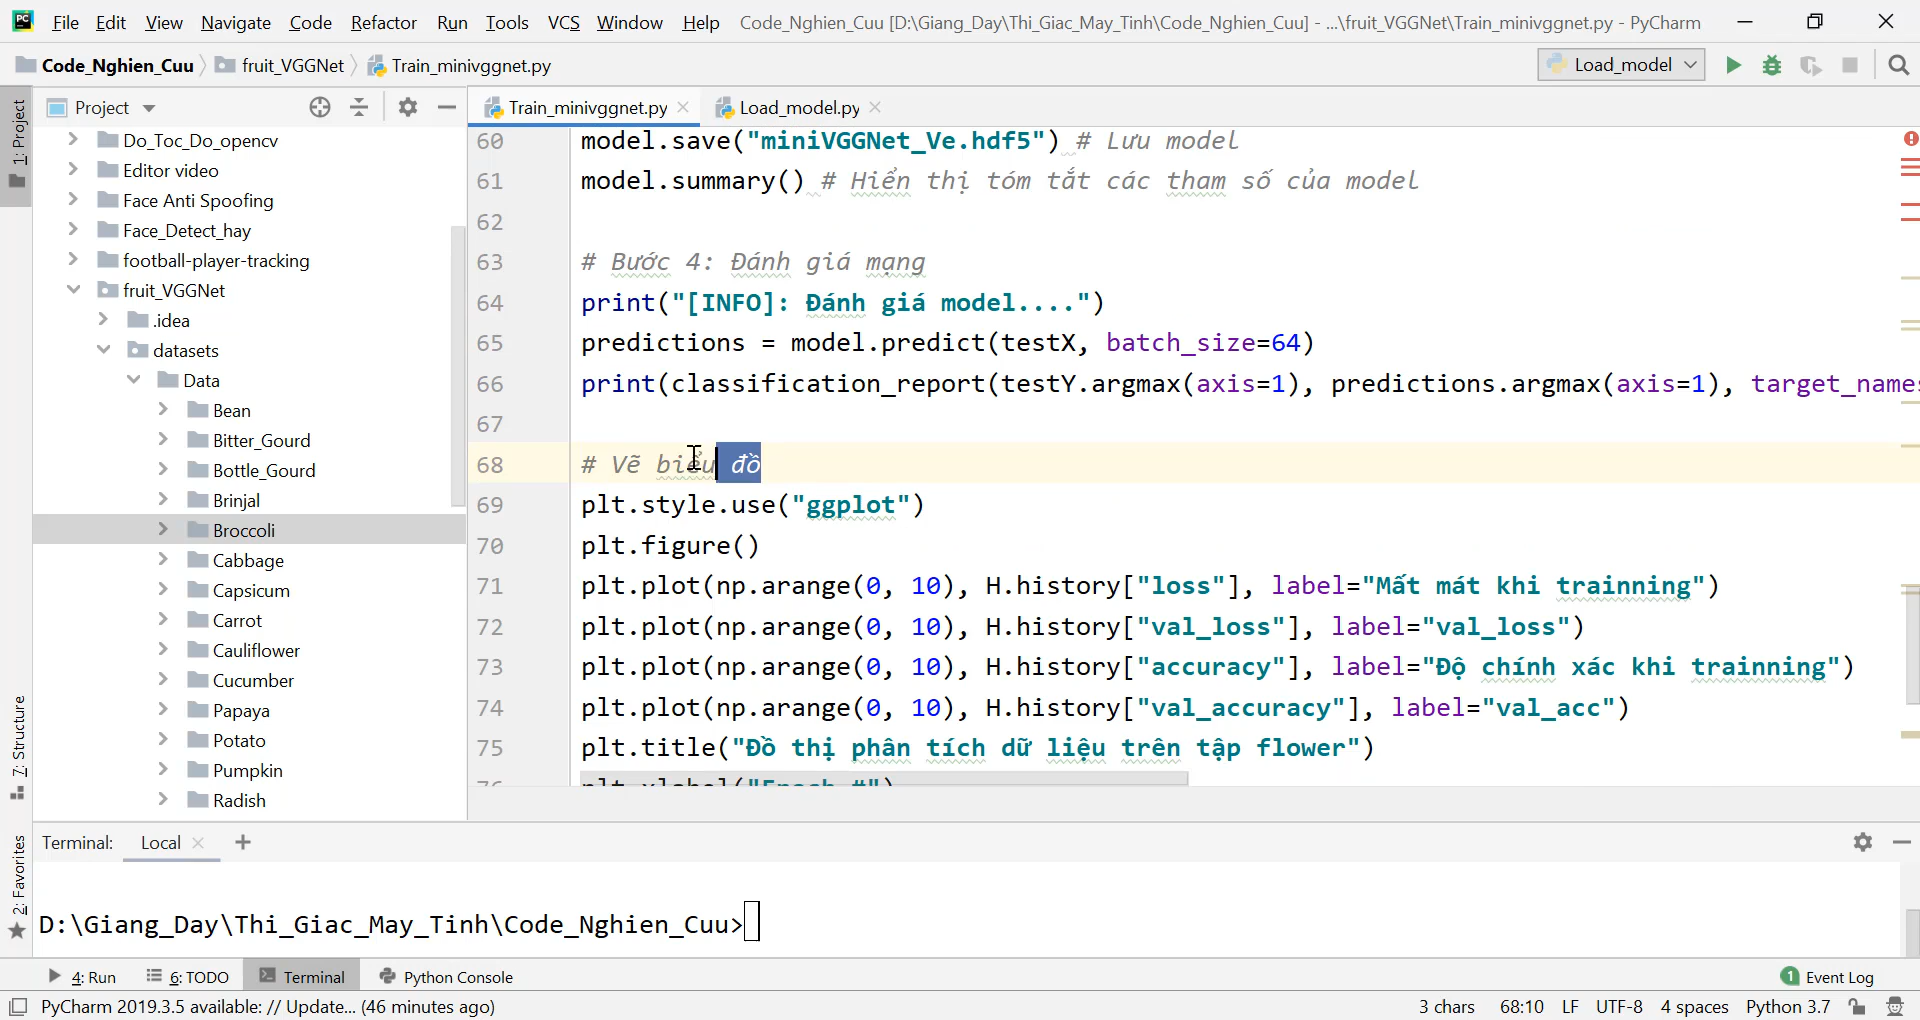 File Edit View Navigate Code Refactor Run Tools VCS Window Help Code_Nghien_Cuu [D:\Giang_Day\Thi_Giac_May_Tinh\Code_Nghien_Cuu] - ...\fruit_VGGNet\Train_minivggnet.py - PyCharm
Code_Nghien_Cuu fruit_VGGNet Train_minivggnet.py Load_model
1: Project
Project
Train_minivggnet.py Load_model.py
Do_Toc_Do_opencv
Editor video
Face Anti Spoofing
Face_Detect_hay
football-player-tracking
fruit_VGGNet
.idea
datasets
Data
Bean
Bitter_Gourd
Bottle_Gourd
Brinjal
Broccoli
Cabbage
Capsicum
Carrot
Cauliflower
Cucumber
Papaya
Potato
Pumpkin
Radish
60 model.save("miniVGGNet_Ve.hdf5") # Lưu model
61 model.summary() # Hiển thị tóm tắt các tham số của model
62
63 # Bước 4: Đánh giá mạng
64 print("[INFO]: Đánh giá model....")
65 predictions = model.predict(testX, batch_size=64)
66 print(classification_report(testY.argmax(axis=1), predictions.argmax(axis=1), target_names
67
68 # Vẽ biểu đồ
69 plt.style.use("ggplot")
70 plt.figure()
71 plt.plot(np.arange(0, 10), H.history["loss"], label="Mất mát khi trainning")
72 plt.plot(np.arange(0, 10), H.history["val_loss"], label="val_loss")
73 plt.plot(np.arange(0, 10), H.history["accuracy"], label="Độ chính xác khi trainning")
74 plt.plot(np.arange(0, 10), H.history["val_accuracy"], label="val_acc")
75 plt.title("Đồ thị phân tích dữ liệu trên tập flower")
7: Structure
2: Favorites
Terminal: Local
D:\Giang_Day\Thi_Giac_May_Tinh\Code_Nghien_Cuu>
4: Run 6: TODO Terminal Python Console 1 Event Log
PyCharm 2019.3.5 available: // Update... (46 minutes ago) 3 chars 68:10 LF UTF-8 4 spaces Python 3.7